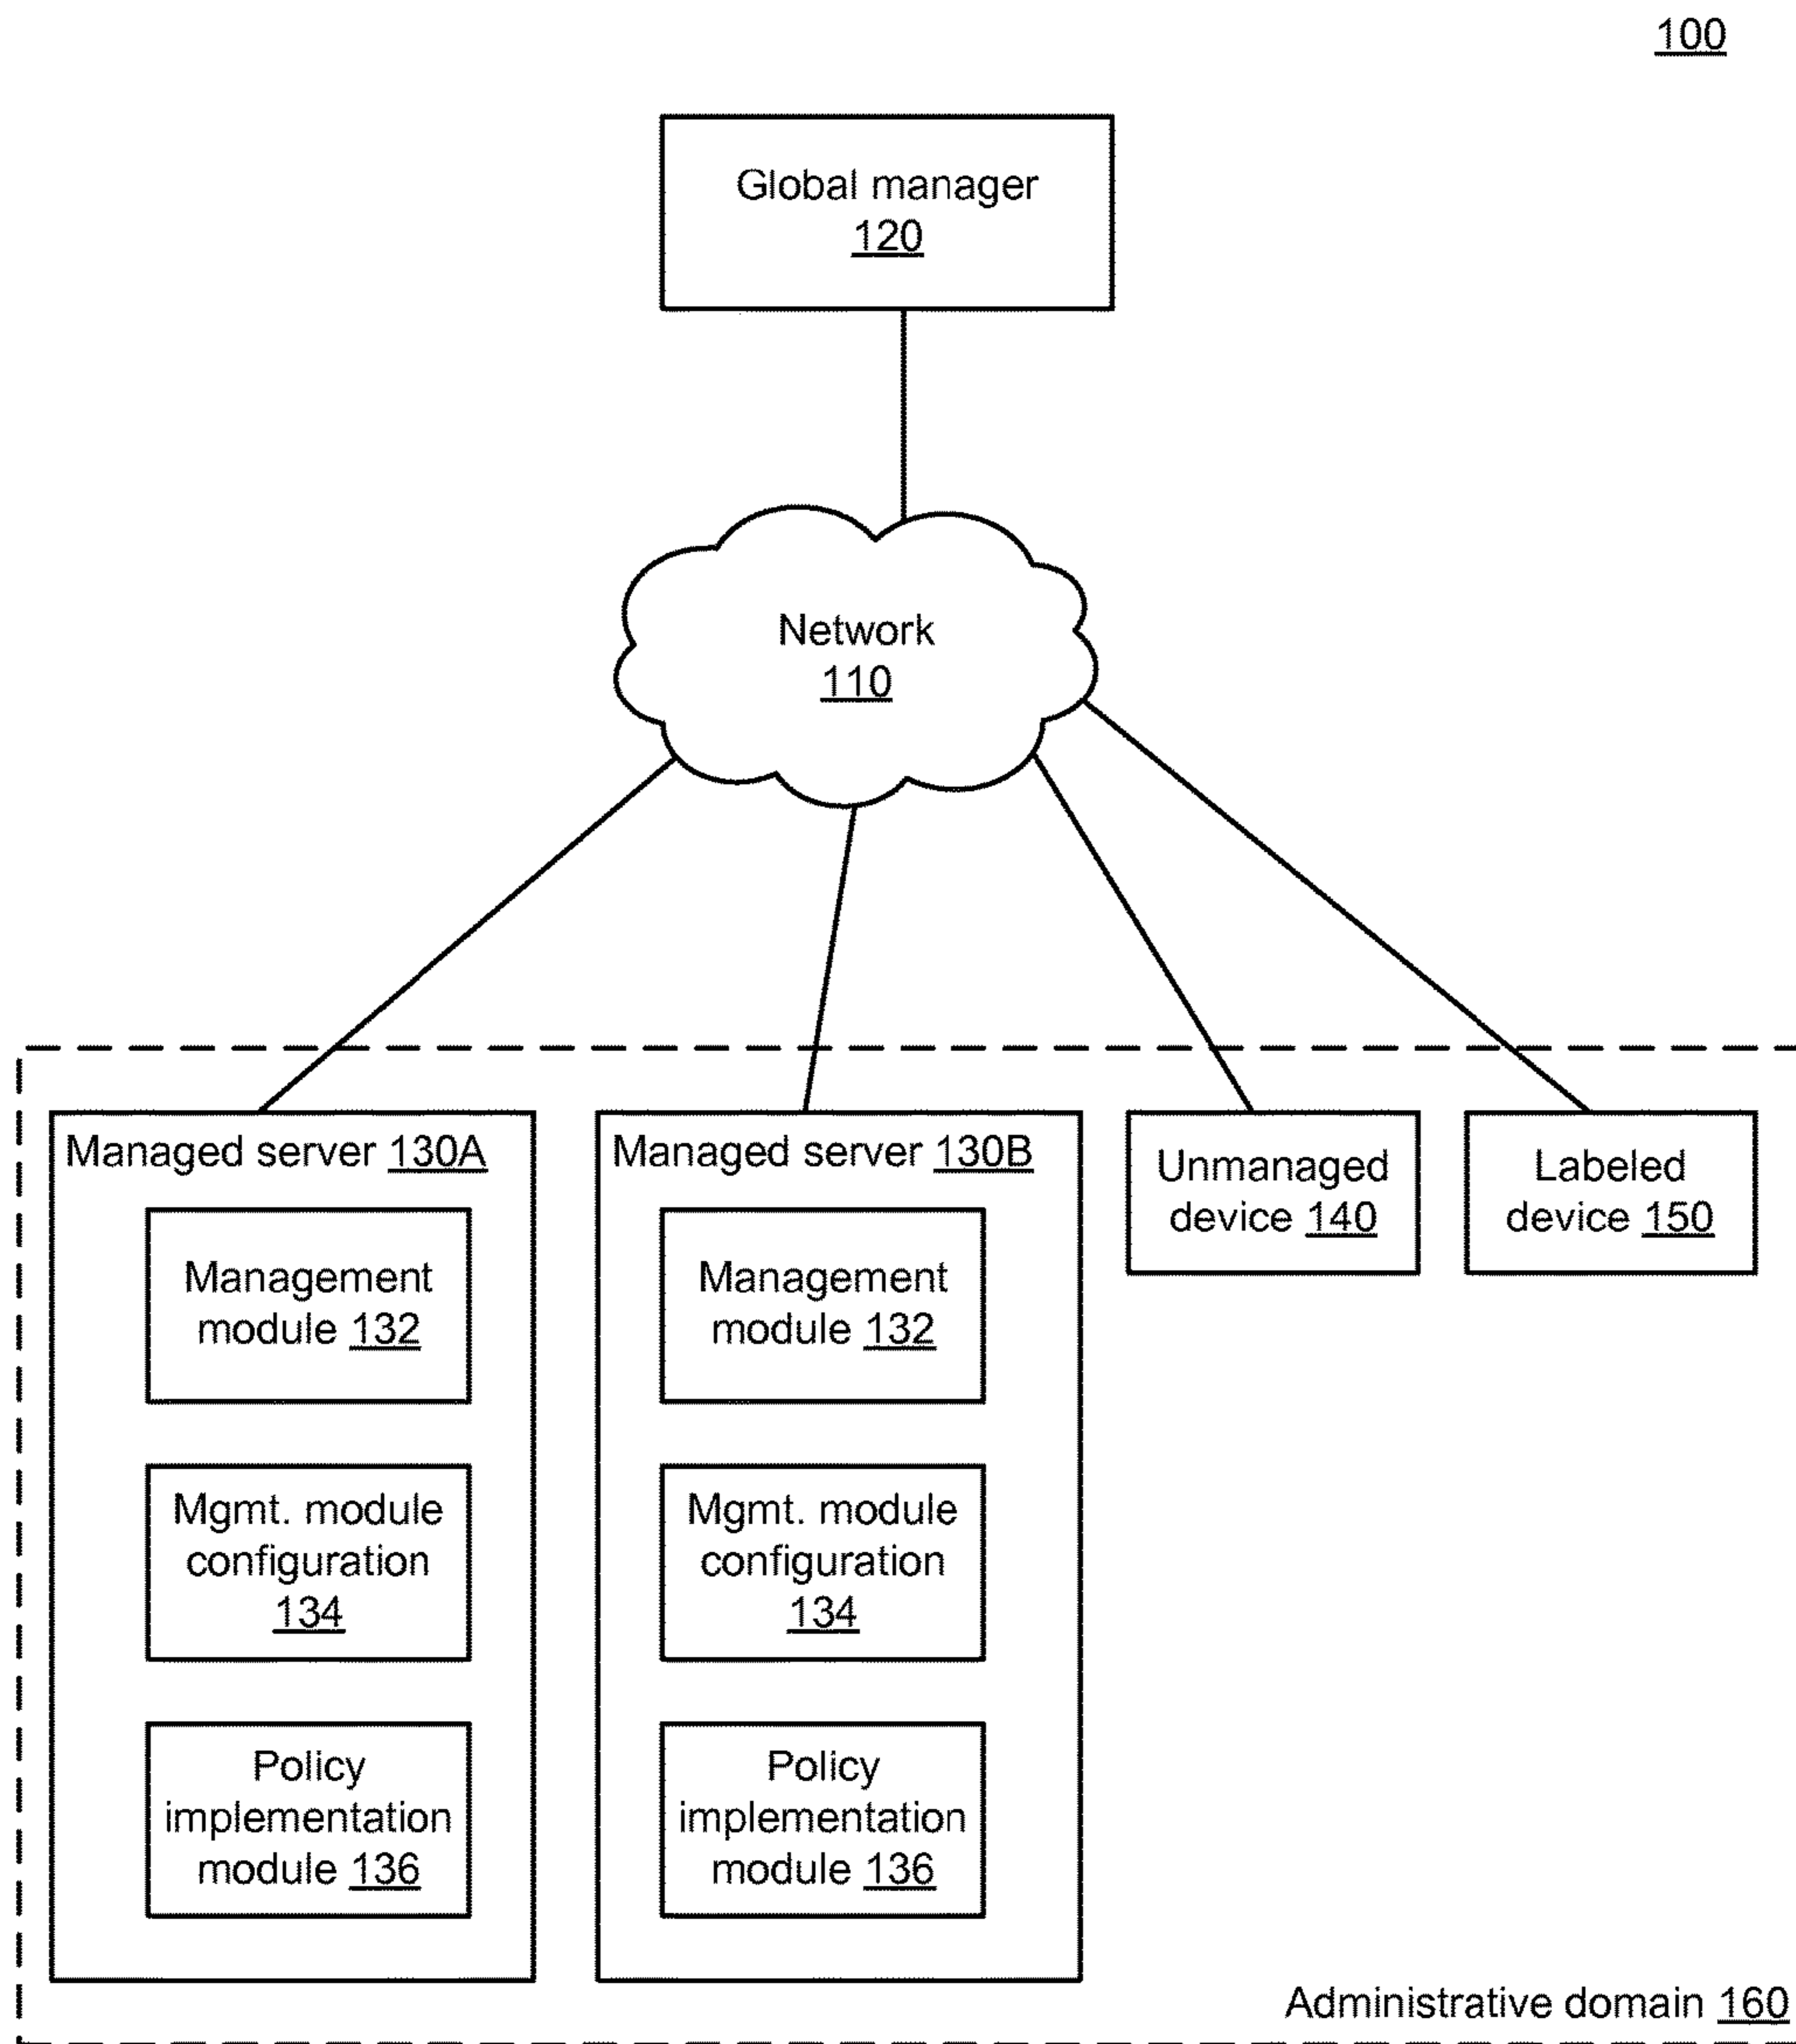 100
Global manager
120
Network
110
Managed server 130A
Management
module 132
Mgmt. module
configuration
134
Policy
implementation
module 136
Managed server 130B
Management
module 132
Mgmt. module
configuration
134
Policy
implementation
module 136
Unmanaged
device 140
Labeled
device 150
Administrative domain 160